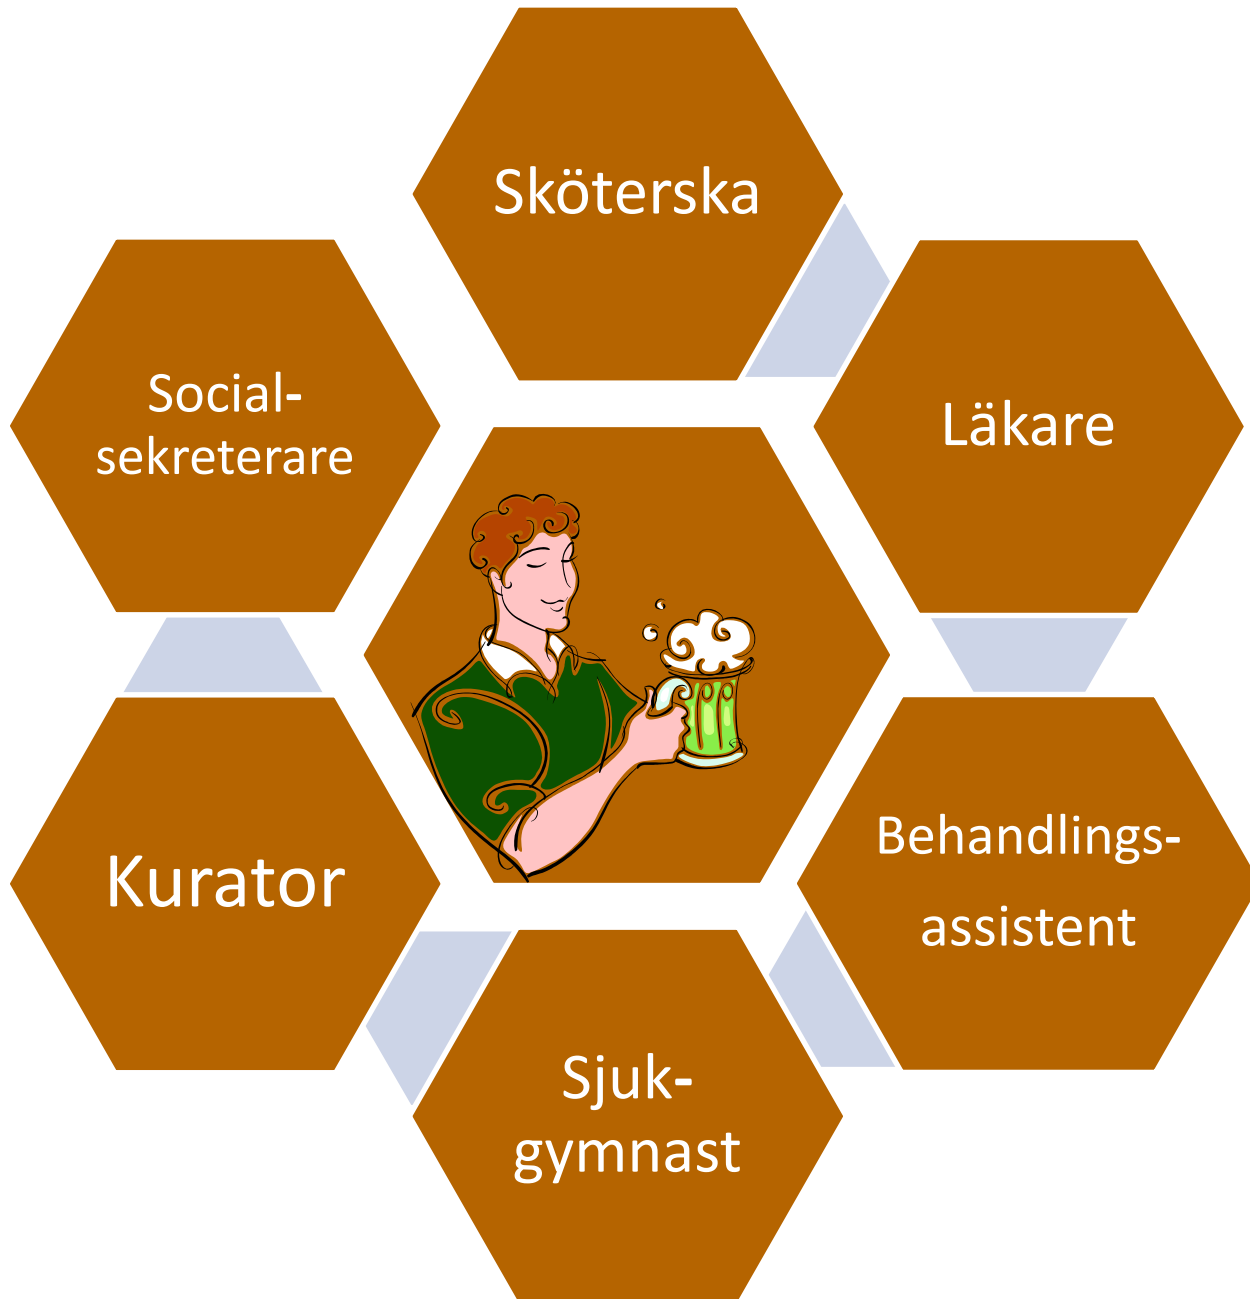 Sköterska
Social-
sekreterare
Läkare
Kurator
Behandlings-
assistent
Sjuk-
gymnast